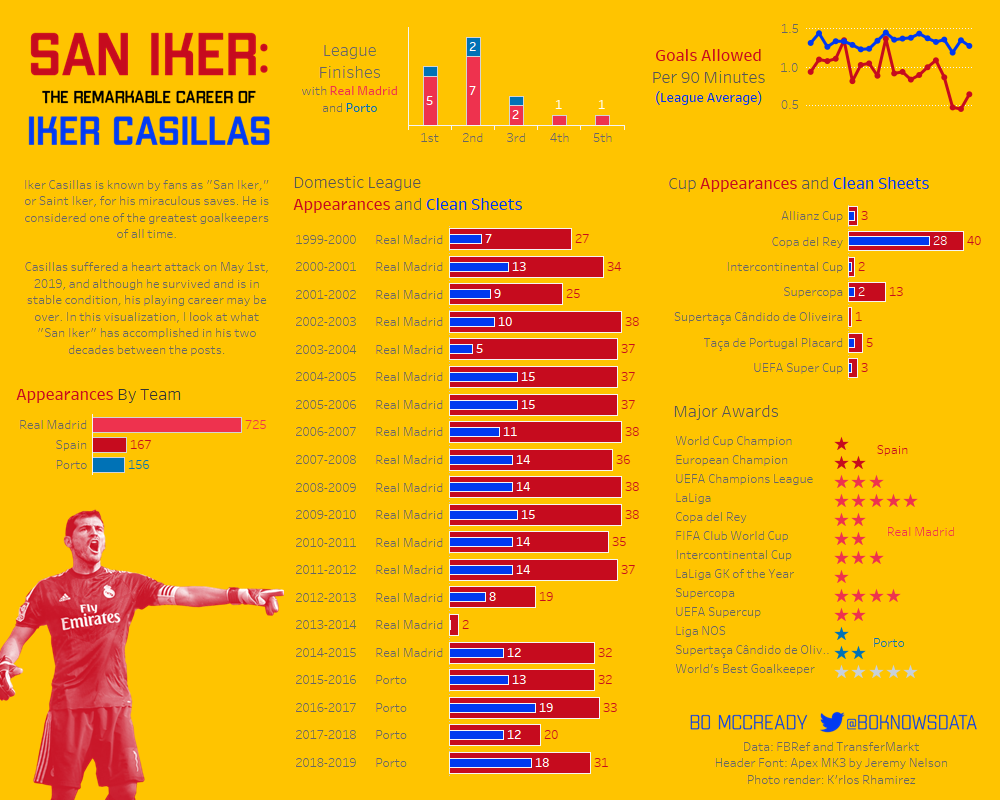 SAN IKER:
THE REMARKABLE CAREER OF
IKER CASILLAS
Iker Casillas is known by fans as "San Iker,"
or Saint Iker, for his miraculous saves. He is
considered one of the greatest goalkeepers
of all time.
Casillas suffered a heart attack on May 1st,
2019, and although he survived and is in
stable condition, his playing career may be
over. In this visualization, I look at what
"San Iker" has accomplished in his two
decades between the posts.
Appearances By Team
Real Madrid 725
Spain 167
Porto 156
Fly
Emirates
League
Finishes
with Real Madrid
and Porto
5
2
7
2
1
1
1st 2nd 3rd 4th 5th
Goals Allowed
Per 90 Minutes
(League Average)
1.5
1.0
0.5
Domestic League
Appearances and Clean Sheets
1999-2000 Real Madrid 7 27
2000-2001 Real Madrid 13 34
2001-2002 Real Madrid 9 25
2002-2003 Real Madrid 10 38
2003-2004 Real Madrid 5 37
2004-2005 Real Madrid 15 37
2005-2006 Real Madrid 15 37
2006-2007 Real Madrid 11 38
2007-2008 Real Madrid 14 36
2008-2009 Real Madrid 14 38
2009-2010 Real Madrid 15 38
2010-2011 Real Madrid 14 35
2011-2012 Real Madrid 14 37
2012-2013 Real Madrid 8 19
2013-2014 Real Madrid 2
2014-2015 Real Madrid 12 32
2015-2016 Porto 13 32
2016-2017 Porto 19 33
2017-2018 Porto 12 20
2018-2019 Porto 18 31
Cup Appearances and Clean Sheets
Allianz Cup 3
Copa del Rey 28 40
Intercontinental Cup 2
Supercopa 2 13
Supertaça Cândido de Oliveira 1
Taça de Portugal Placard 5
UEFA Super Cup 3
Major Awards
World Cup Champion
Spain
European Champion
UEFA Champions League
LaLiga
Copa del Rey
Real Madrid
FIFA Club World Cup
Intercontinental Cup
LaLiga GK of the Year
Supercopa
UEFA Supercup
Liga NOS
Porto
Supertaça Cândido de Oliv..
World's Best Goalkeeper
BO MCCREADY @BOKNOWSDATA
Data: FBRef and TransferMarkt
Header Font: Apex MK3 by Jeremy Nelson
Photo render: K'rlos Rhamirez